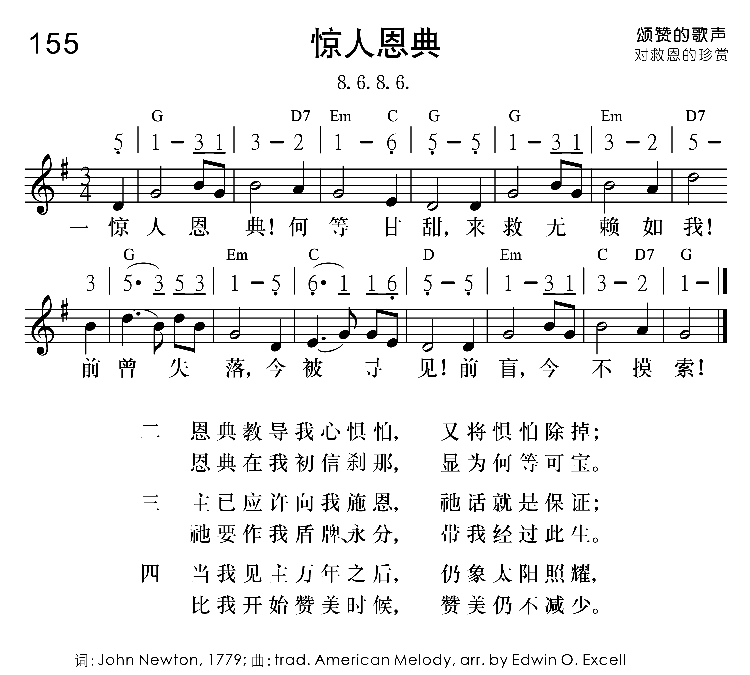 155
惊人恩典
颂赞的歌声
对救恩的珍赏
8. 6. 8. 6.
G D7 Em C G G Em
5 | 1 – 3 1 | 3 – 2 | 1 – 6 | 5 – 5 | 1 – 3 1 | 3 – 2 | 5 –
3 4
一 惊 人 恩 典! 何 等 甘 甜, 来 救 无 赖 如 我!
G Em C D Em C D7 G
3 | 5 · 3 5 3 | 1 – 5 | 6 · 1 1 6 | 5 – 5 | 1 – 3 1 | 3 – 2 | 1 – ‖
前 曾 失 落, 今 被 寻 见! 前 盲, 今 不 摸 索!
二 恩典教导我心惧怕, 又将惧怕除掉;
恩典在我初信刹那, 显为何等可宝。
三 主已应许向我施恩, 祂话就是保证;
祂要作我盾牌、永分, 带我经过此生。
四 当我见主万年之后, 仍象太阳照耀,
比我开始赞美时候, 赞美仍不减少。
词: John Newton, 1779; 曲: trad. American Melody, arr. by Edwin O. Excell